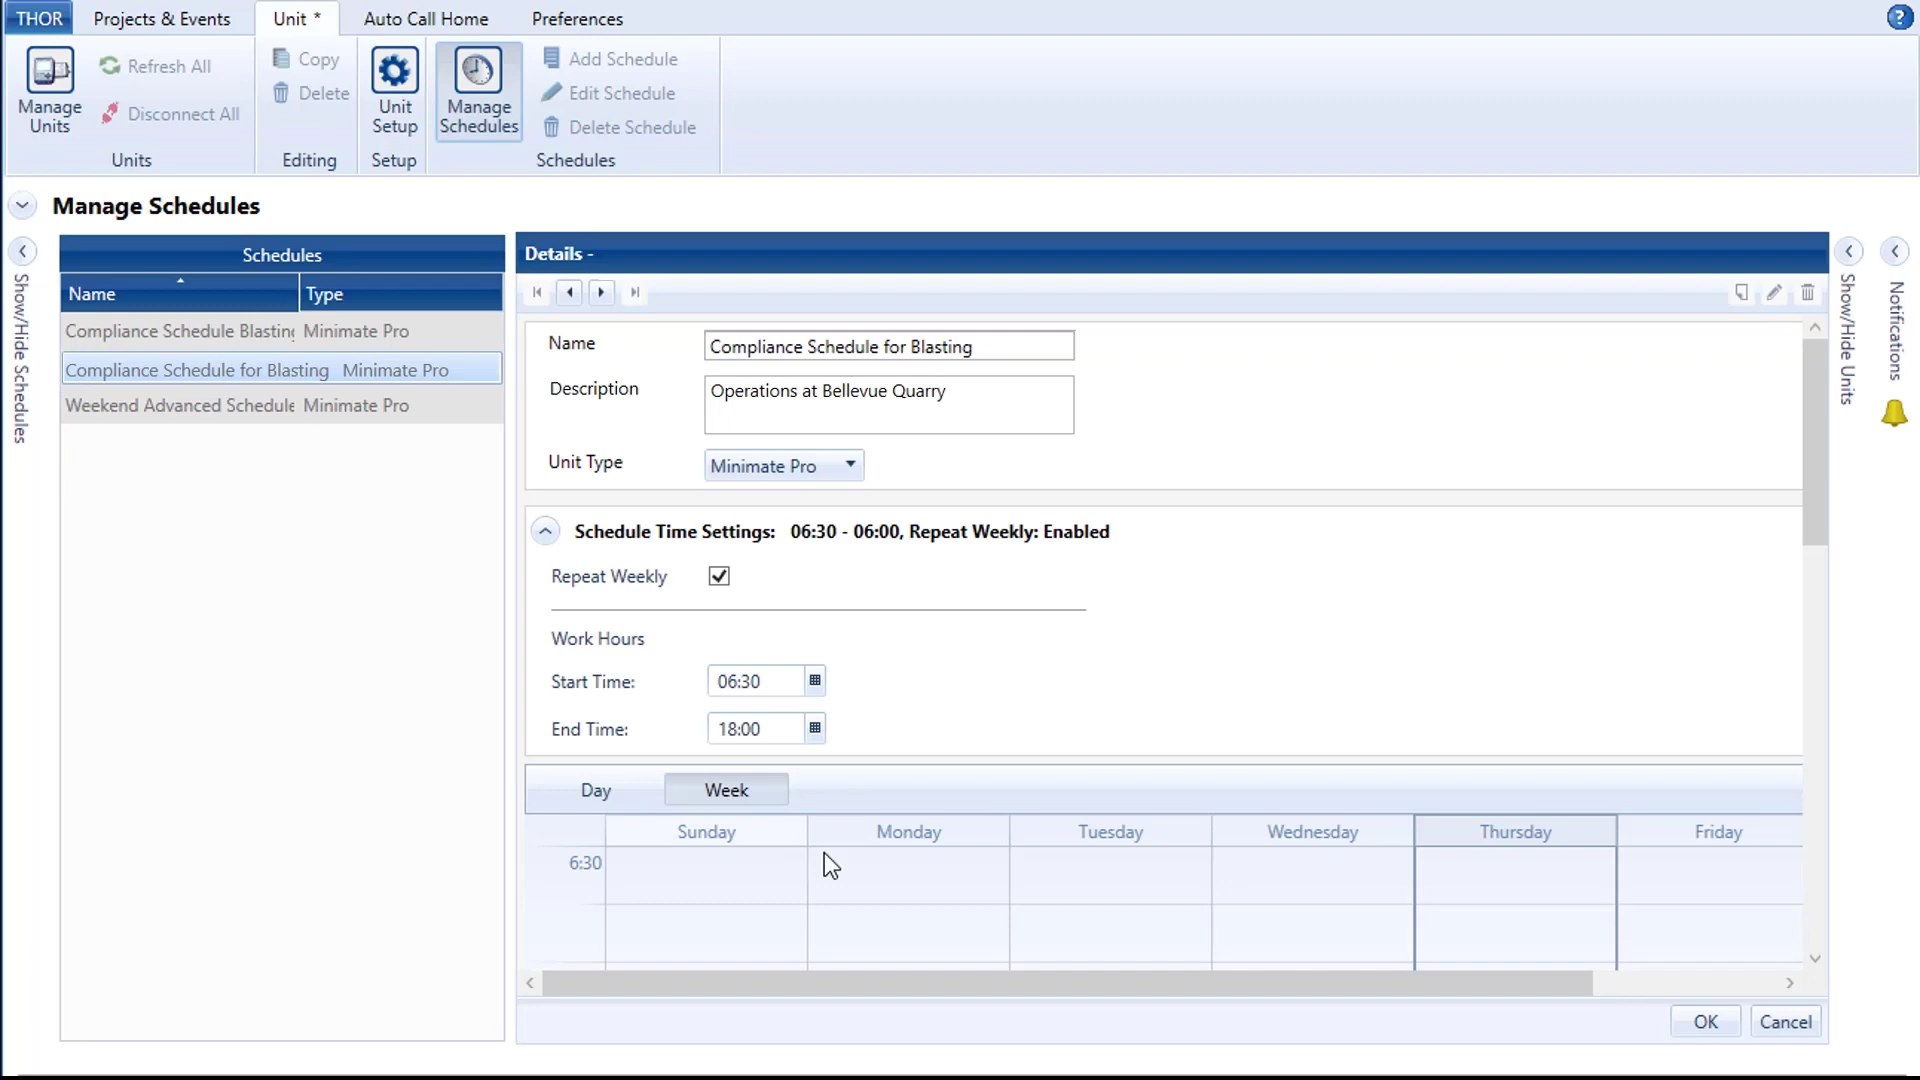 THOR
Projects & Events
Unit *
Auto Call Home
Preferences
?
Manage Units
Refresh All
Disconnect All
Units
Copy
Delete
Editing
Unit Setup
Setup
Manage Schedules
Add Schedule
Edit Schedule
Delete Schedule
Schedules
Manage Schedules
Show/Hide Schedules
Schedules
Name
Type
Compliance Schedule Blasting Minimate Pro
Compliance Schedule for Blasting Minimate Pro
Weekend Advanced Schedule Minimate Pro
Details -
Name
Compliance Schedule for Blasting
Description
Operations at Bellevue Quarry
Unit Type
Minimate Pro
Schedule Time Settings: 06:30 - 06:00, Repeat Weekly: Enabled
Repeat Weekly
Work Hours
Start Time:
06:30
End Time:
18:00
Day
Week
Sunday
Monday
Tuesday
Wednesday
Thursday
Friday
6:30
OK
Cancel
Show/Hide Units
Notifications